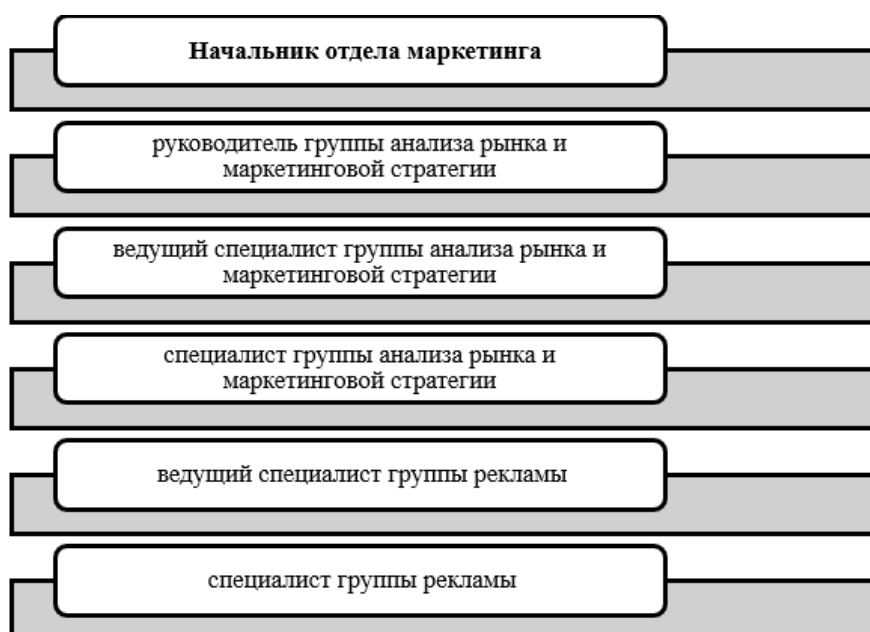 Начальник отдела маркетинга
руководитель группы анализа рынка и
маркетинговой стратегии
ведущий специалист группы анализа рынка и
маркетинговой стратегии
специалист группы анализа рынка и
маркетинговой стратегии
ведущий специалист группы рекламы
специалист группы рекламы